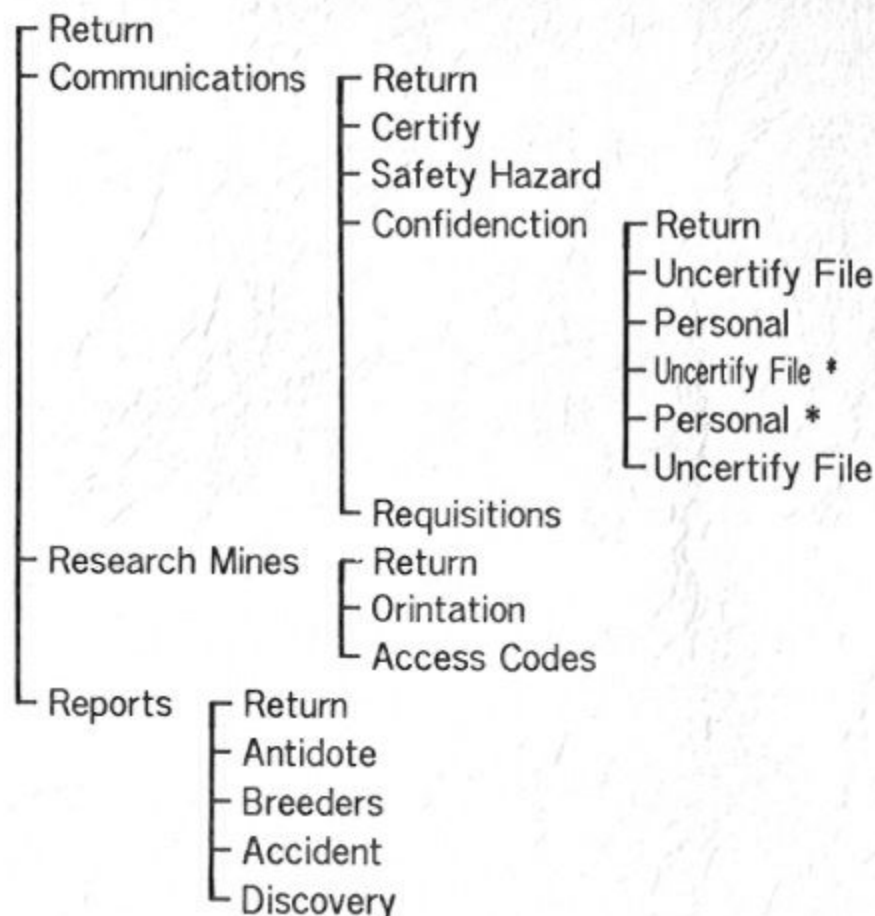 Return
Communications
Return
Certify
Safety Hazard
Confidenction
Return
Uncertify File
Personal
Uncertify File *
Personal *
Uncertify File
Requisitions
Research Mines
Return
Orintation
Access Codes
Reports
Return
Antidote
Breeders
Accident
Discovery